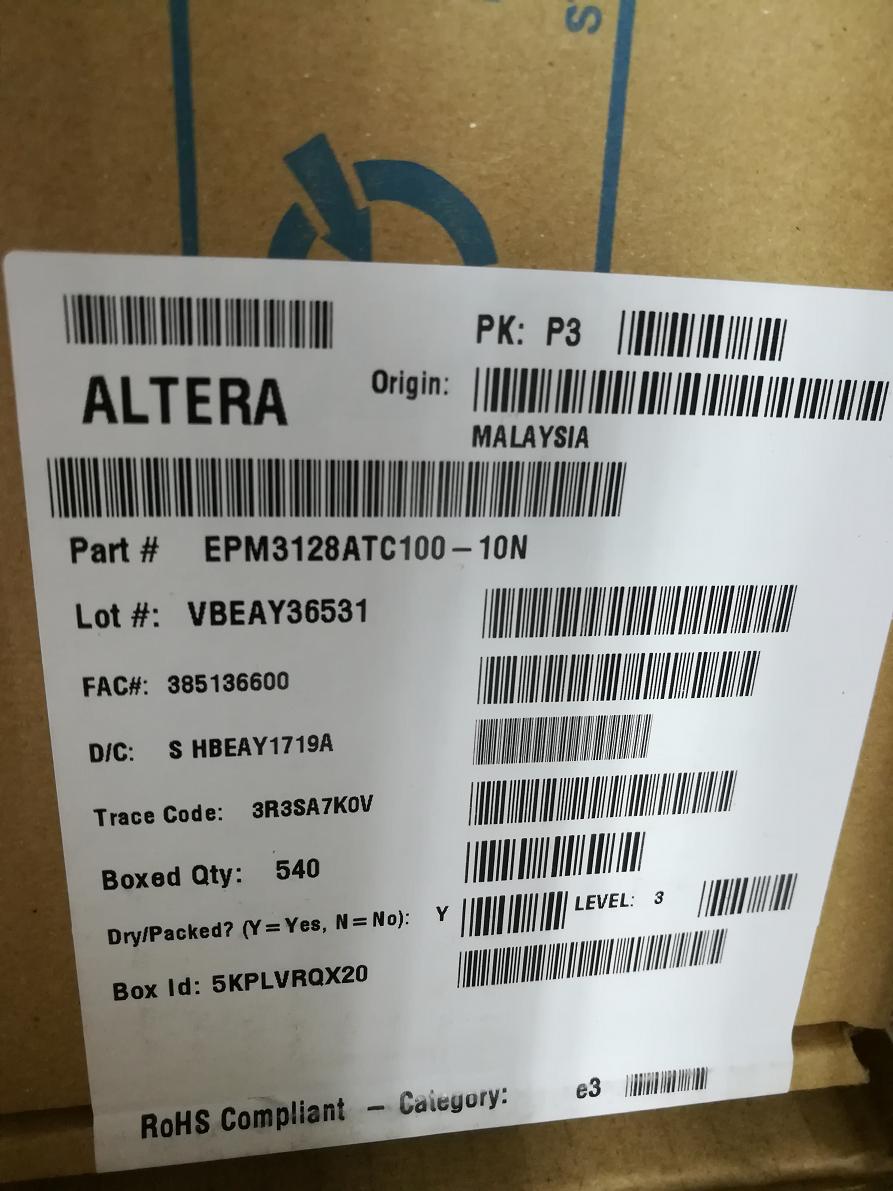 PK: P3
ALTERA
Origin:
MALAYSIA
Part # EPM3128ATC100-10N
Lot #: VBEAY36531
FAC#: 385136600
D/C: S HBEAY1719A
Trace Code: 3R3SA7K0V
Boxed Qty: 540
Dry/Packed? (Y=Yes, N=No): Y LEVEL: 3
Box Id: 5KPLVRQX20
RoHS Compliant - Category: e3